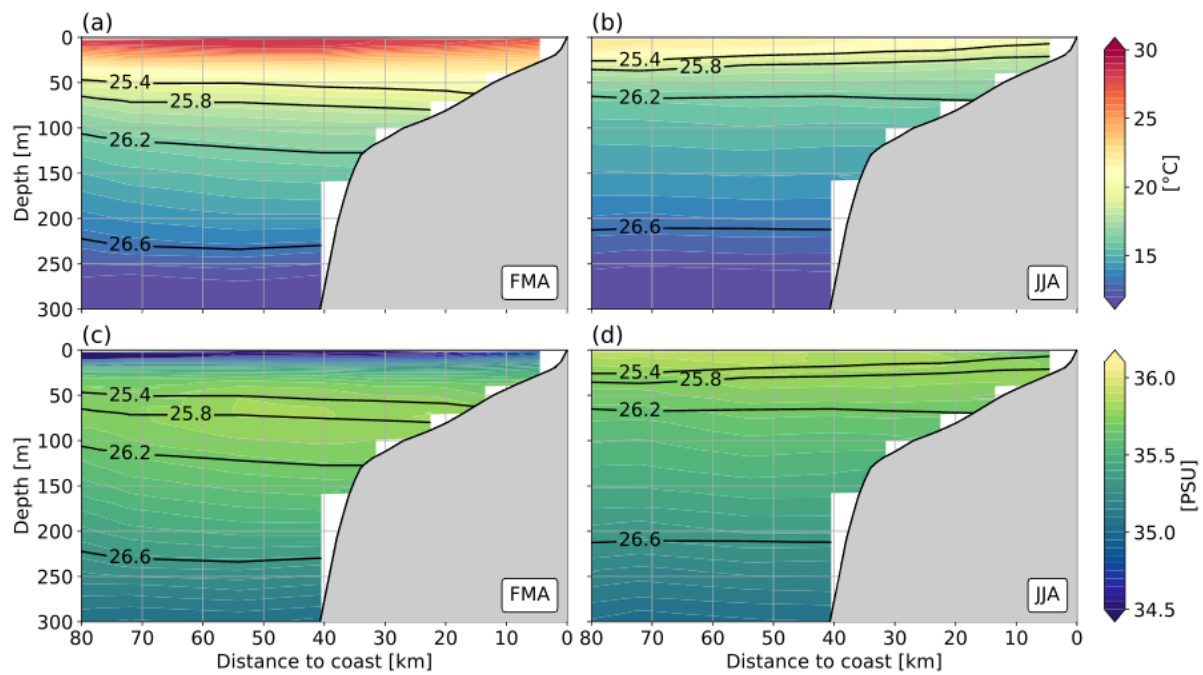 (a)
(b)
0
50
100
150
200
250
300
Depth [m]
25.4
25.8
26.2
26.6
FMA
25.4
25.8
26.2
26.6
JJA
30
25
20
15
[°C]
(c)
(d)
0
50
100
150
200
250
300
Depth [m]
25.4
25.8
26.2
26.6
FMA
25.4
25.8
26.2
26.6
JJA
36.0
35.5
35.0
34.5
[PSU]
80 70 60 50 40 30 20 10 0
80 70 60 50 40 30 20 10 0
Distance to coast [km]
Distance to coast [km]